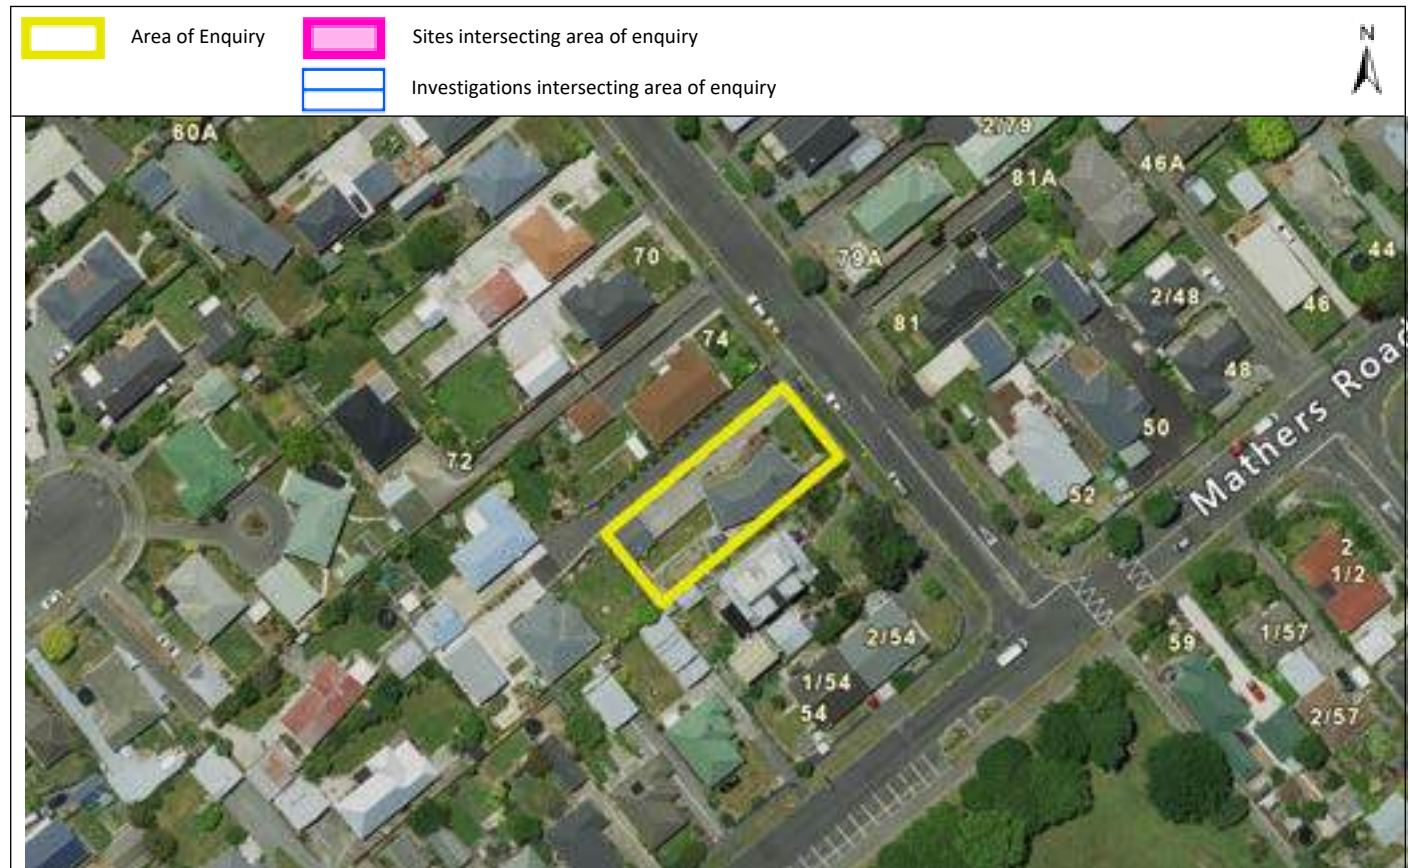 Area of Enquiry
Sites intersecting area of enquiry
N
Investigations intersecting area of enquiry
60A
2/79
46A
81A
70
79A
44
2/48
46
81
74
48
50
72
52
Mathers Road
2
1/2
2/54
59
1/57
1/54
54
2/57